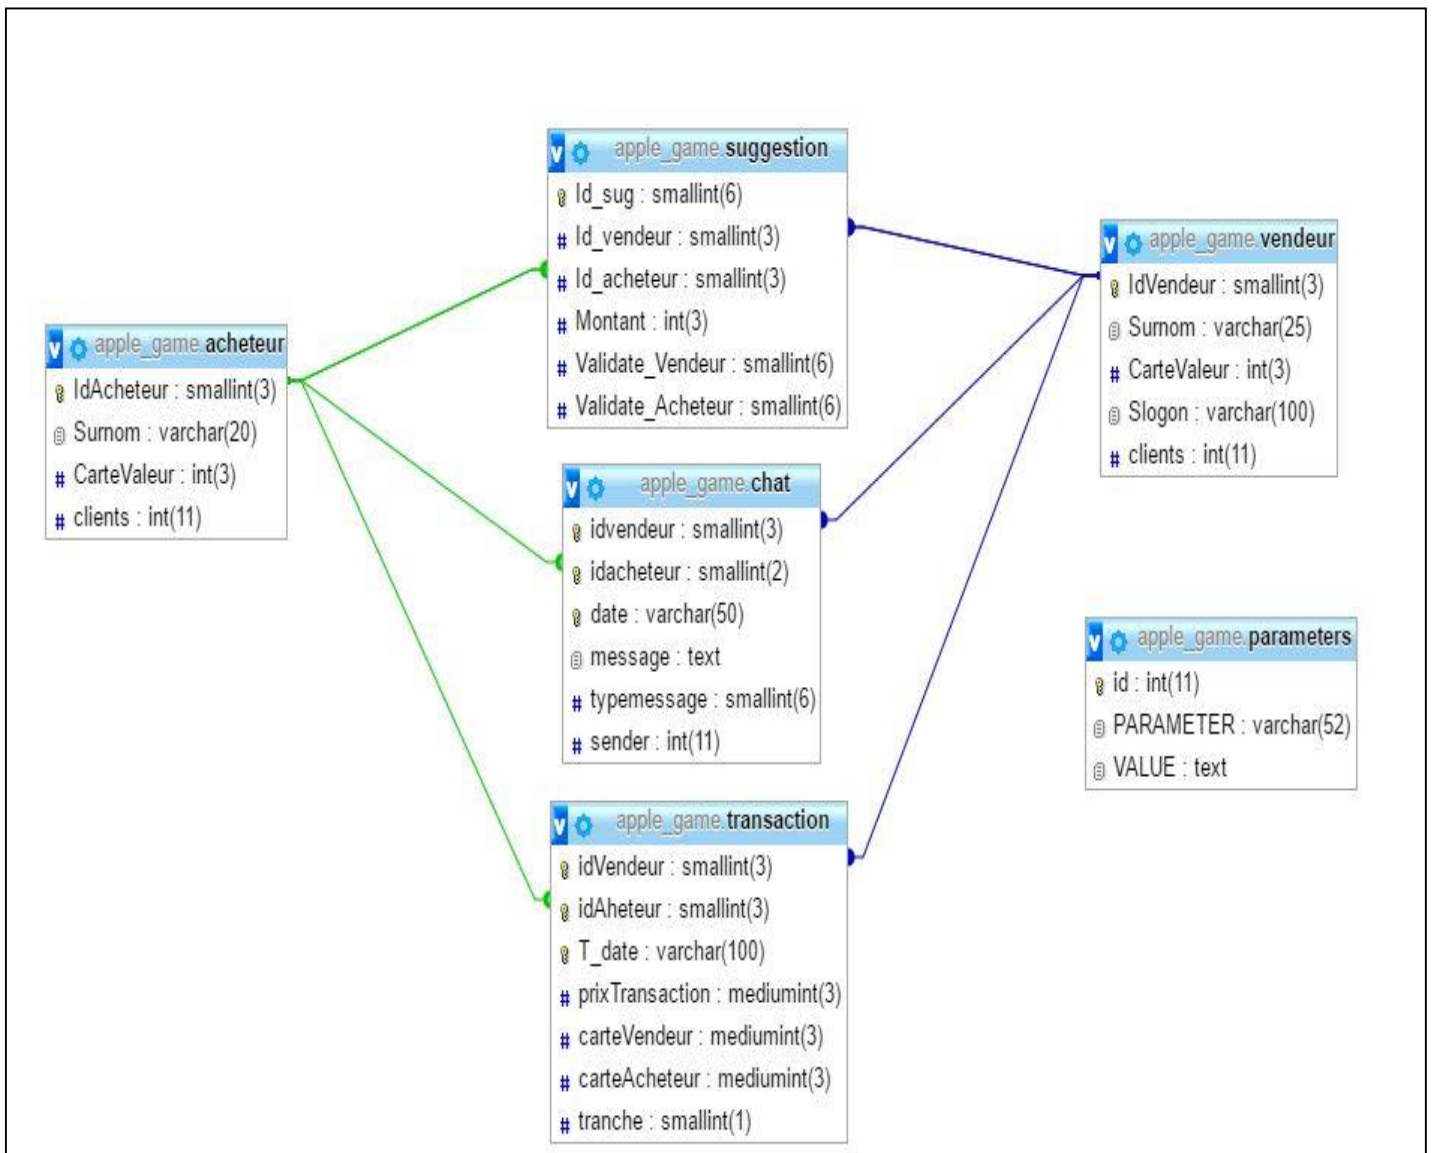 apple_game.suggestion
Id_sug : smallint(6)
Id_vendeur : smallint(3)
Id_acheteur : smallint(3)
Montant : int(3)
Validate_Vendeur : smallint(6)
Validate_Acheteur : smallint(6)
apple_game.vendeur
IdVendeur : smallint(3)
Surnom : varchar(25)
CarteValeur : int(3)
Slogon : varchar(100)
clients : int(11)
apple_game.acheteur
IdAcheteur : smallint(3)
Surnom : varchar(20)
CarteValeur : int(3)
clients : int(11)
apple_game.chat
idvendeur : smallint(3)
idacheteur : smallint(2)
date : varchar(50)
message : text
typemessage : smallint(6)
sender : int(11)
apple_game.parameters
id : int(11)
PARAMETER : varchar(52)
VALUE : text
apple_game.transaction
idVendeur : smallint(3)
idAheteur : smallint(3)
T_date : varchar(100)
prixTransaction : mediumint(3)
carteVendeur : mediumint(3)
carteAcheteur : mediumint(3)
tranche : smallint(1)